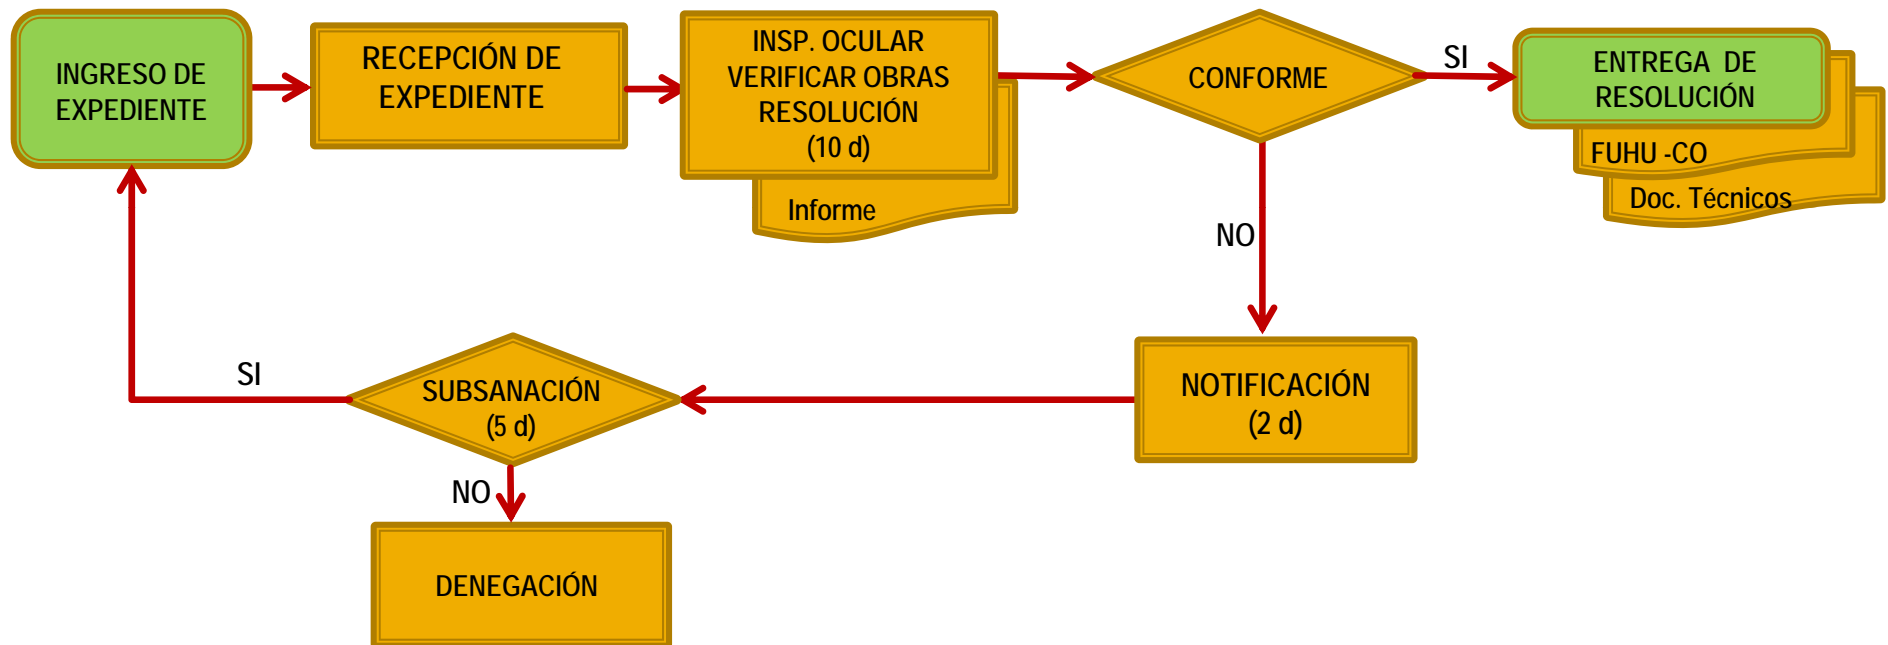 INGRESO DE
EXPEDIENTE
RECEPCIÓN DE
EXPEDIENTE
INSP. OCULAR
VERIFICAR OBRAS
RESOLUCIÓN
(10 d)
Informe
CONFORME
SI
ENTREGA DE
RESOLUCIÓN
FUHU -CO
Doc. Técnicos
NO
NOTIFICACIÓN
(2 d)
SUBSANACIÓN
(5 d)
SI
NO
DENEGACIÓN